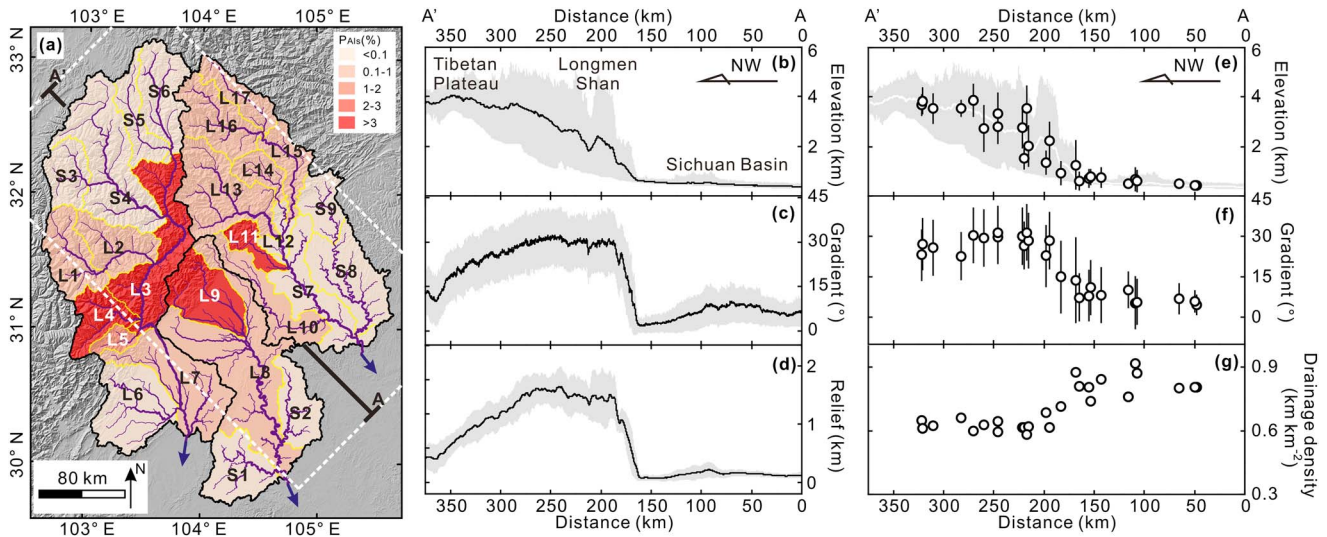 103° E 104° E 105° E
33° N
32° N
31° N
30° N
(a)
A'
A
PAls(%)
<0.1
0.1-1
1-2
2-3
>3
S6
S5
S3
S4
L17
L16
L15
L14
L13
S9
L2
L1
L3
L4
L5
L11
L12
S8
S7
L9
L10
L6
L7
L8
S2
S1
80 km
N
103° E 104° E 105° E
A' Distance (km) A
350 300 250 200 150 100 50 0
Tibetan
Plateau
Longmen
Shan
NW
(b)
Sichuan Basin
6
4
2
Elevation
(km)
(c)
45
30
15
0
Gradient (°)
(d)
2
1
0
Relief (km)
350 300 250 200 150 100 50 0
Distance (km)
A' Distance (km) A
350 300 250 200 150 100 50 0
NW
(e)
6
4
2
Elevation
(km)
(f)
45
30
15
0
Gradient (°)
(g)
0.9
0.6
0.3
Drainage density
(km km-2)
350 300 250 200 150 100 50 0
Distance (km)